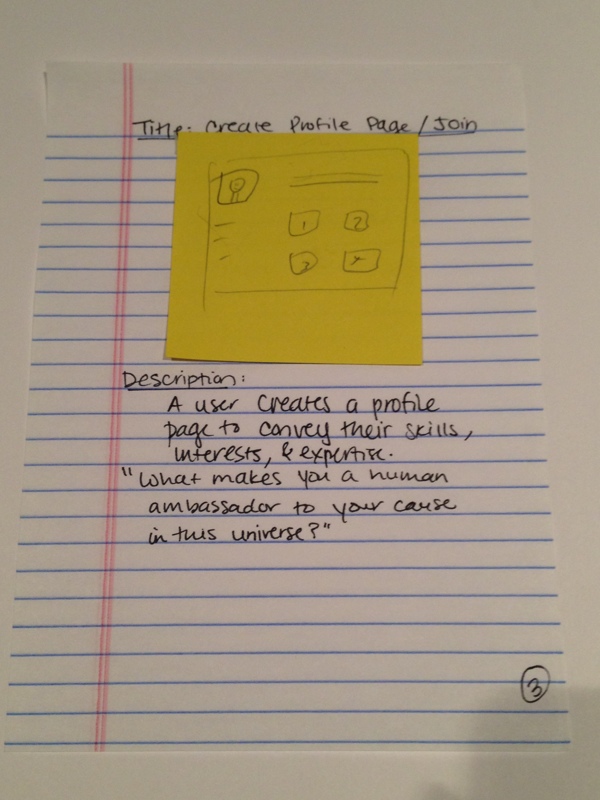 Title: Create Profile Page / Join
1 2
3
Description:
A user creates a profile
page to convey their skills,
interests, & expertise.
"What makes you a human
ambassador to your cause
in this universe?"
3